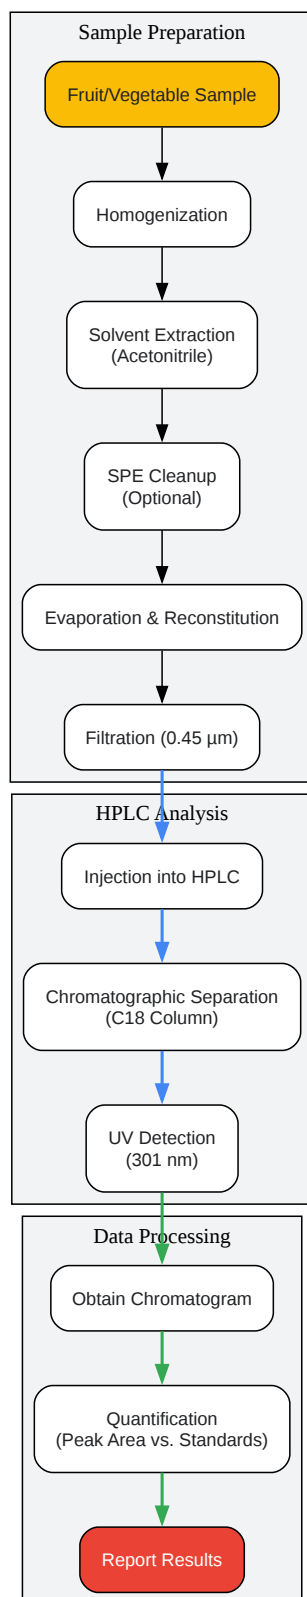 Sample Preparation
Fruit/Vegetable Sample
Homogenization
Solvent Extraction
(Acetonitrile)
SPE Cleanup
(Optional)
Evaporation & Reconstitution
Filtration (0.45 µm)
HPLC Analysis
Injection into HPLC
Chromatographic Separation
(C18 Column)
UV Detection
(301 nm)
Data Processing
Obtain Chromatogram
Quantification
(Peak Area vs. Standards)
Report Results